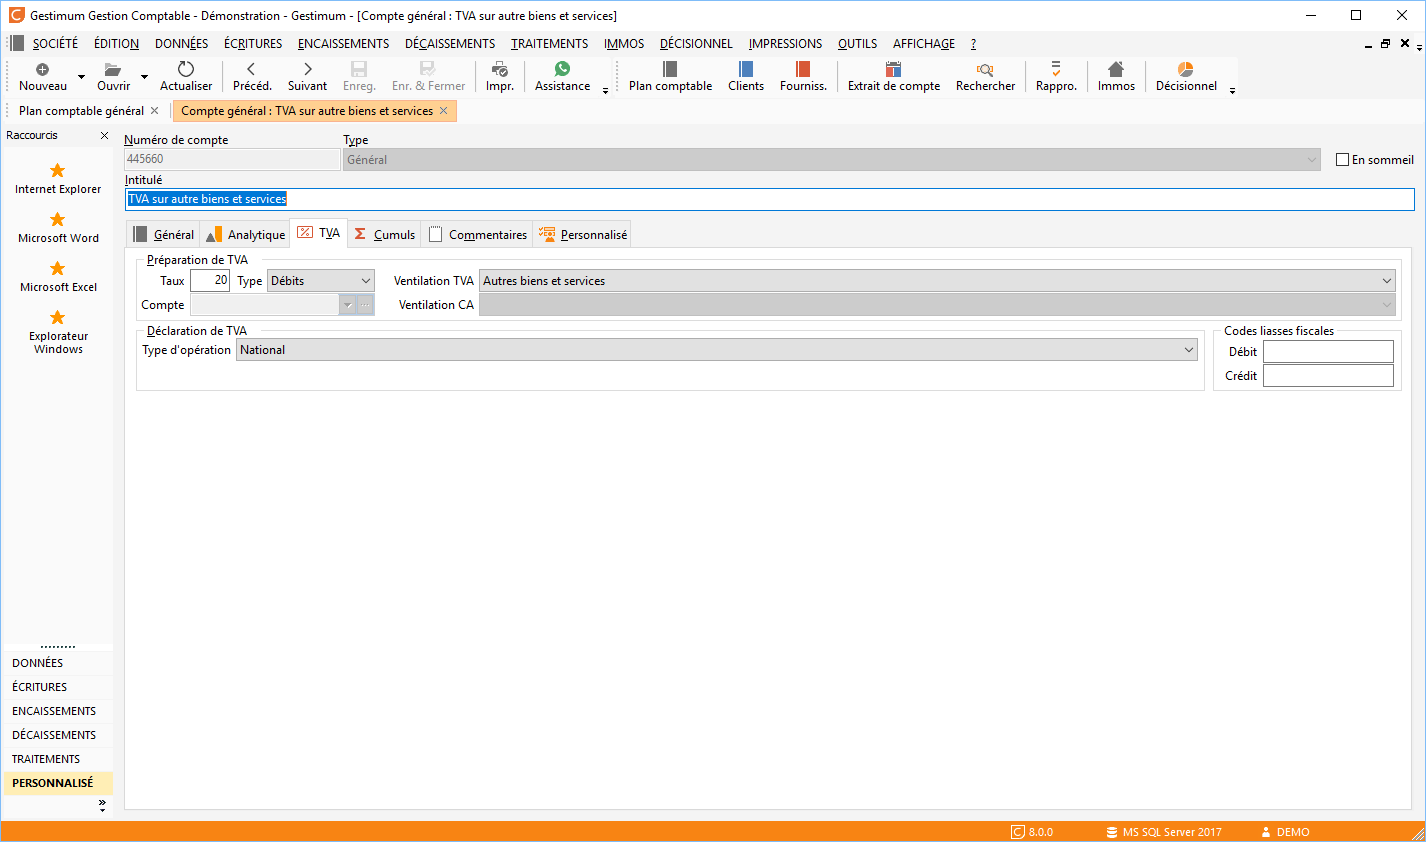 Gestimum Gestion Comptable - Démonstration - Gestimum - [Compte général : TVA sur autre biens et services]
SOCIÉTÉ ÉDITION DONNÉES ÉCRITURES ENCAISSEMENTS DÉCAISSEMENTS TRAITEMENTS IMMOS DÉCISIONNEL IMPRESSIONS OUTILS AFFICHAGE ?
Nouveau Ouvrir Actualiser Précéd. Suivant Enreg. Enr. & Fermer Impr. Assistance Plan comptable Clients Fourniss. Extrait de compte Rechercher Rappro. Immos Décisionnel
Plan comptable général Compte général : TVA sur autre biens et services
Raccourcis
Internet Explorer
Microsoft Word
Microsoft Excel
Explorateur
Windows
DONNÉES
ÉCRITURES
ENCAISSEMENTS
DÉCAISSEMENTS
TRAITEMENTS
PERSONNALISÉ
Numéro de compte Type
445660 Général En sommeil
Intitulé
TVA sur autre biens et services
Général Analytique TVA Cumuls Commentaires Personnalisé
Préparation de TVA
Taux 20 Type Débits Ventilation TVA Autres biens et services
Compte Ventilation CA
Déclaration de TVA
Type d'opération National
Codes liasses fiscales
Débit
Crédit
8.0.0 MS SQL Server 2017 DEMO